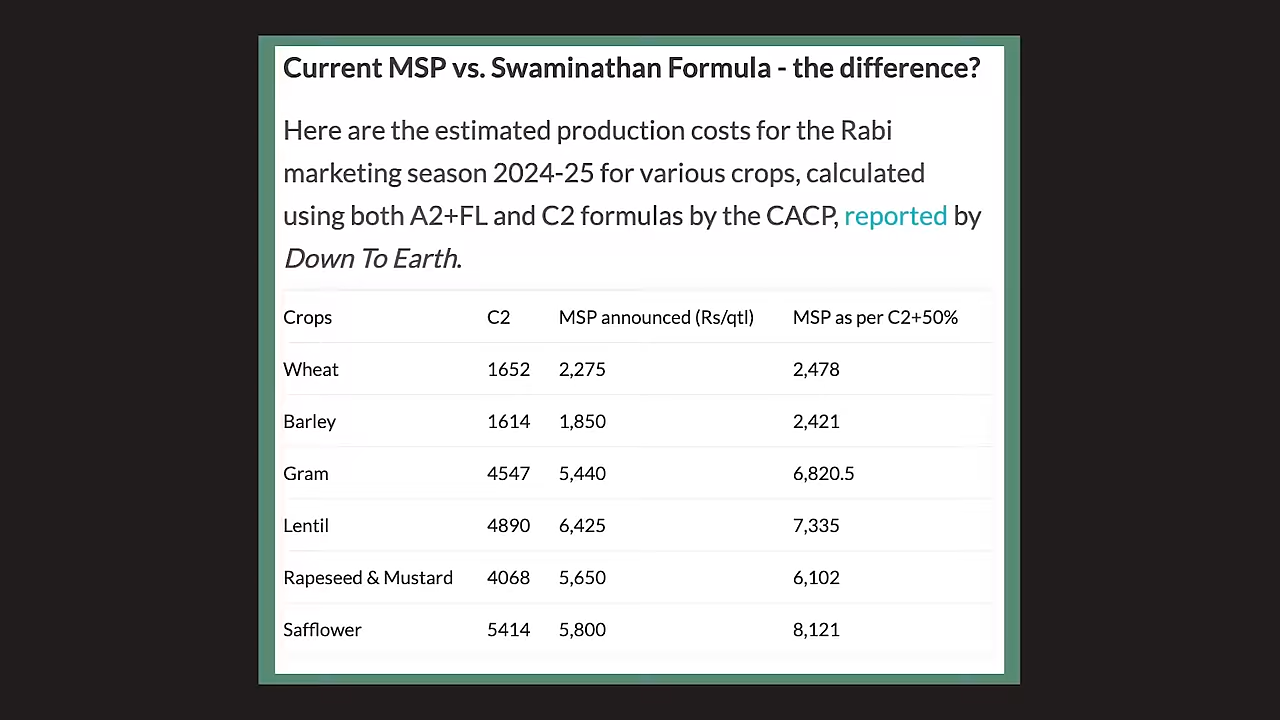 Current MSP vs. Swaminathan Formula - the difference?
Here are the estimated production costs for the Rabi
marketing season 2024-25 for various crops, calculated
using both A2+FL and C2 formulas by the CACP, reported by
Down To Earth.
Crops C2 MSP announced (Rs/qtl) MSP as per C2+50%
Wheat 1652 2,275 2,478
Barley 1614 1,850 2,421
Gram 4547 5,440 6,820.5
Lentil 4890 6,425 7,335
Rapeseed & Mustard 4068 5,650 6,102
Safflower 5414 5,800 8,121